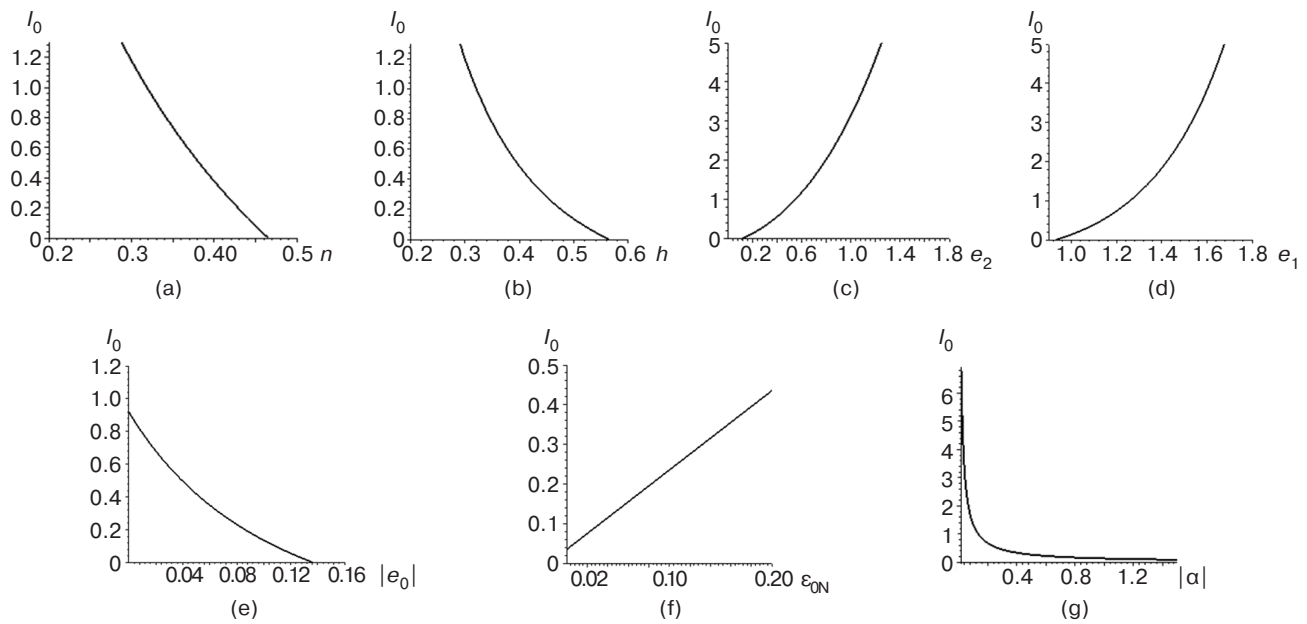 I0 I0 I0 I0
1.2 1.2 5 5
1.0 1.0 4 4
0.8 0.8 3 3
0.6 0.6 2 2
0.4 0.4 1 1
0.2 0.2
0 0 0 0
0.2 0.3 0.40 0.5 n
0.2 0.3 0.4 0.5 0.6 h
0.2 0.6 1.0 1.4 1.8 e2
1.0 1.2 1.4 1.6 1.8 e1
(a) (b) (c) (d)
I0 I0 I0
1.2 0.5 6
1.0 0.4 5
0.8 0.3 4
0.6 0.2 3
0.4 0.1 2
0.2 0 1
0 0
0.04 0.08 0.12 0.16 |e0|
0.02 0.10 0.20 ε0N
0.4 0.8 1.2 |α|
(e) (f) (g)